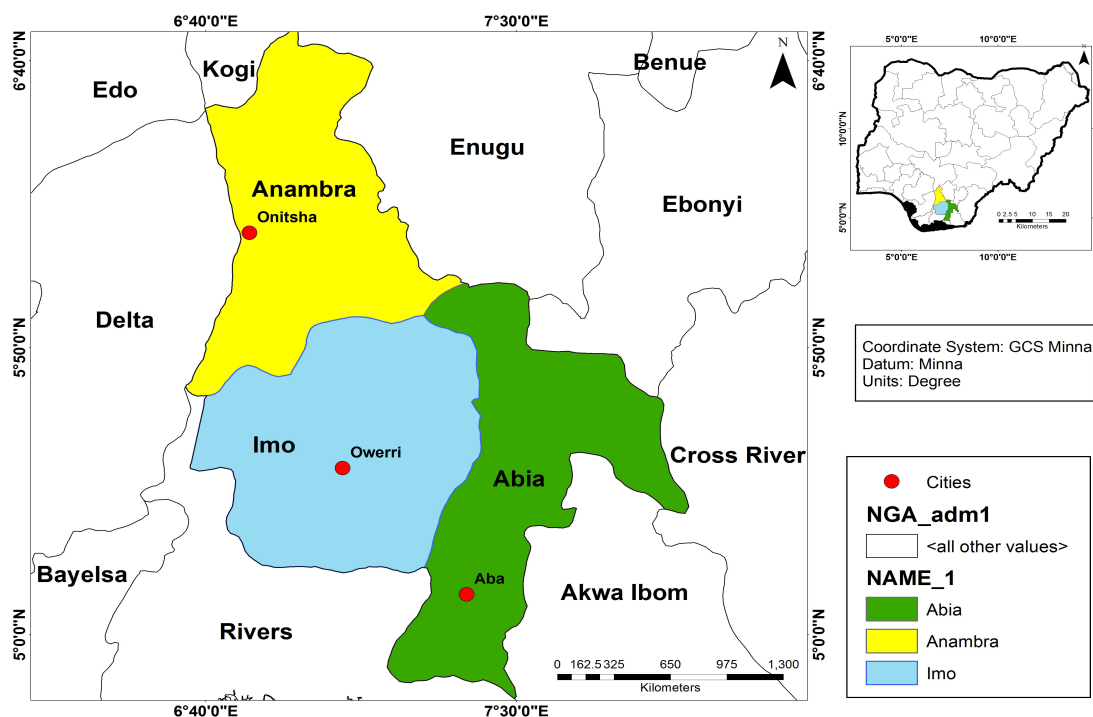 6°40'0"E
7°30'0"E
6°40'0"N
5°50'0"N
5°0'0"N
Edo
Kogi
Benue
Enugu
Anambra
Onitsha
Ebonyi
Delta
Imo
Owerri
Abia
Cross River
Bayelsa
Aba
Akwa Ibom
Rivers
N
0 162.5 325 650 975 1,300
Kilometers
6°40'0"N
5°50'0"N
5°0'0"N
6°40'0"E
7°30'0"E
5°0'0"E
10°0'0"E
N
10°0'0"N
5°0'0"N
10°0'0"N
5°0'0"N
0 2.5 5 10 15 20
Kilometers
5°0'0"E
10°0'0"E
Coordinate System: GCS Minna
Datum: Minna
Units: Degree
Cities
NGA_adm1
<all other values>
NAME_1
Abia
Anambra
Imo